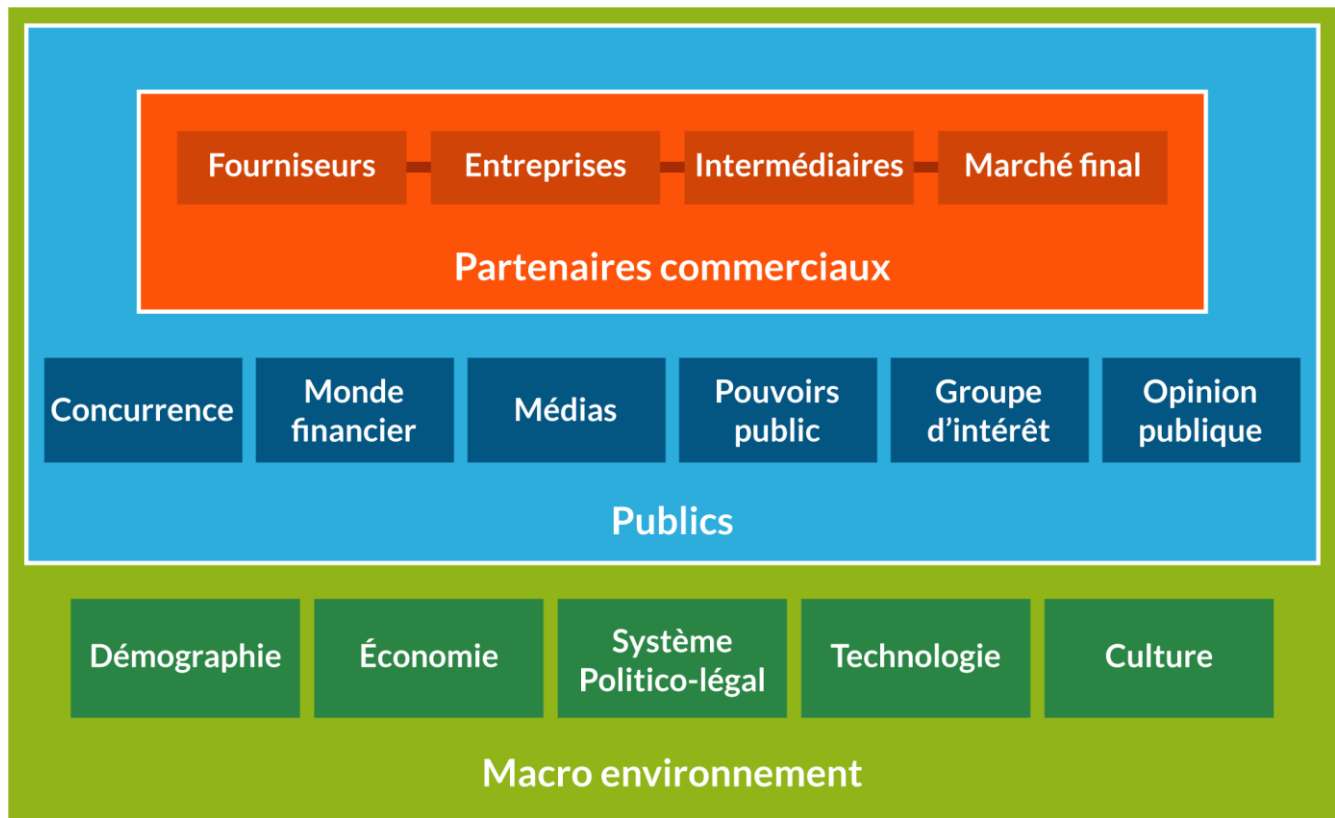 Fourniseurs
Entreprises
Intermédiaires
Marché final
Partenaires commerciaux
Concurrence
Monde
financier
Médias
Pouvoirs
public
Groupe
d'intérêt
Opinion
publique
Publics
Démographie
Économie
Système
Politico-légal
Technologie
Culture
Macro environnement